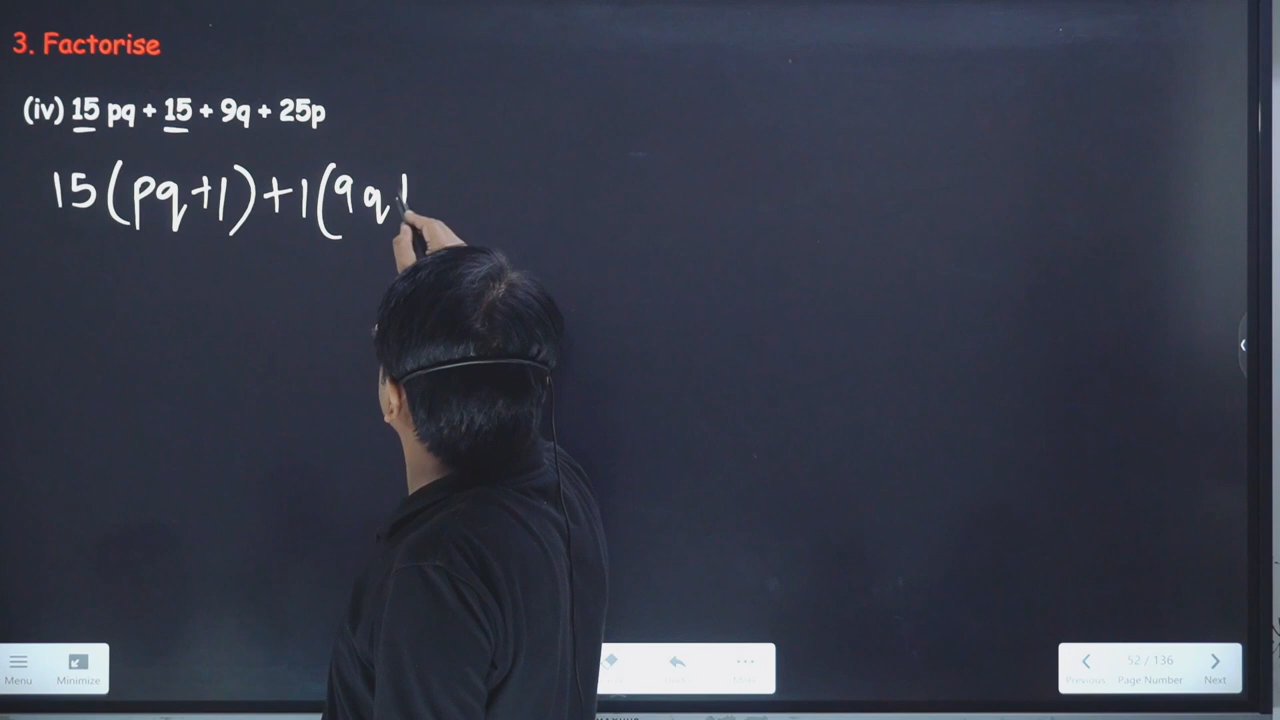 3. Factorise
(iv) 15 pq + 15 + 9q + 25p
15(pq+1)+1(9q
Menu
Minimize
52 / 136
Previous
Page Number
Next